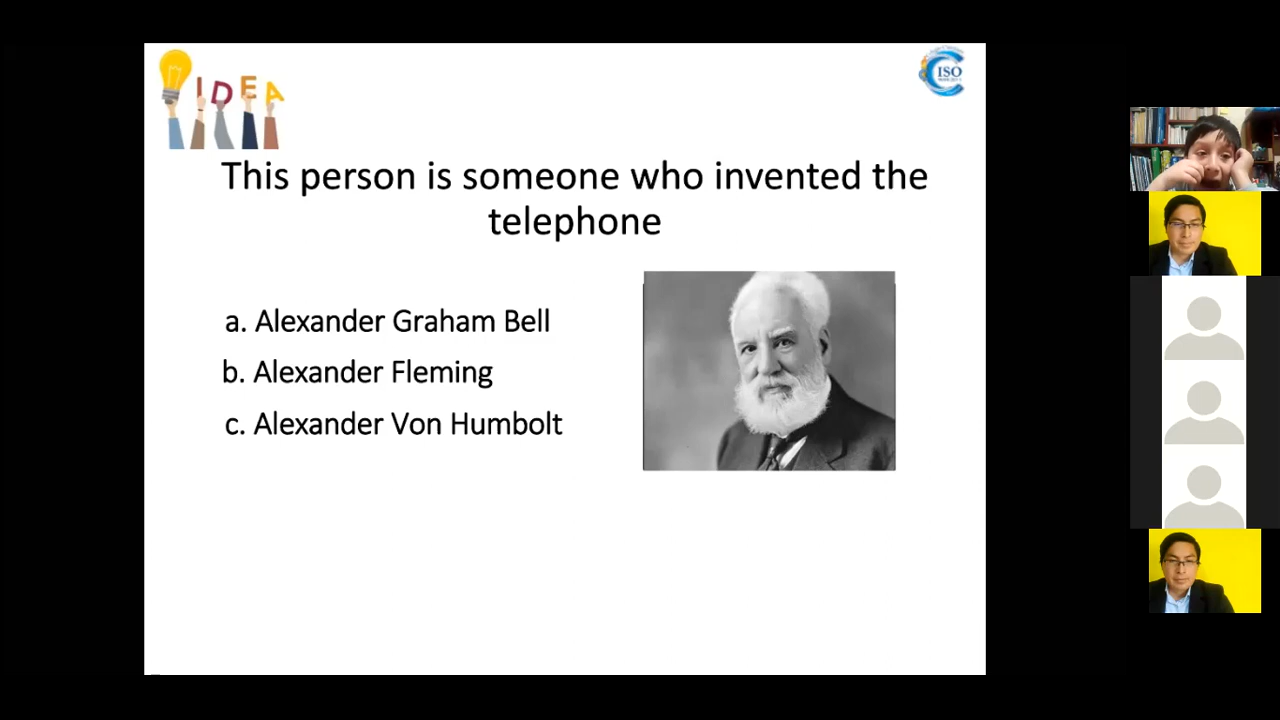 IDEA
ISO
This person is someone who invented the
telephone
a. Alexander Graham Bell
b. Alexander Fleming
c. Alexander Von Humbolt